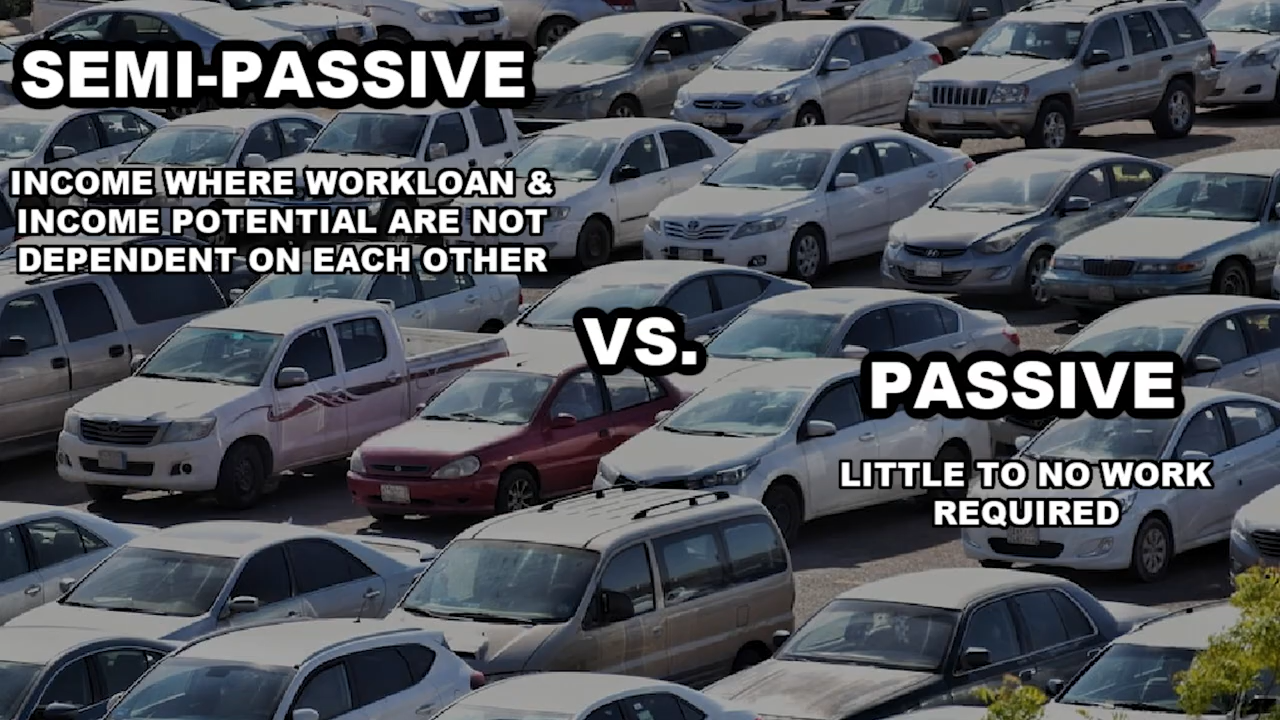 SEMI-PASSIVE
INCOME WHERE WORKLOAN &
INCOME POTENTIAL ARE NOT
DEPENDENT ON EACH OTHER
VS.
PASSIVE
LITTLE TO NO WORK
REQUIRED